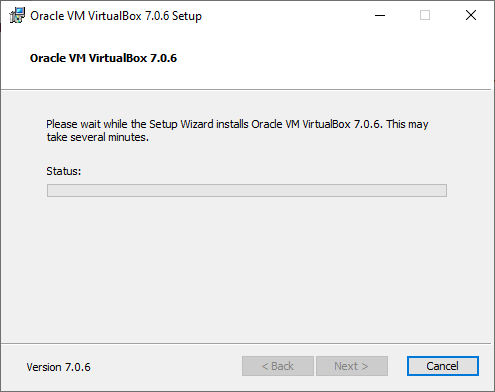 Oracle VM VirtualBox 7.0.6 Setup
Oracle VM VirtualBox 7.0.6
Please wait while the Setup Wizard installs Oracle VM VirtualBox 7.0.6. This may
take several minutes.
Status:
Version 7.0.6
< Back
Next >
Cancel